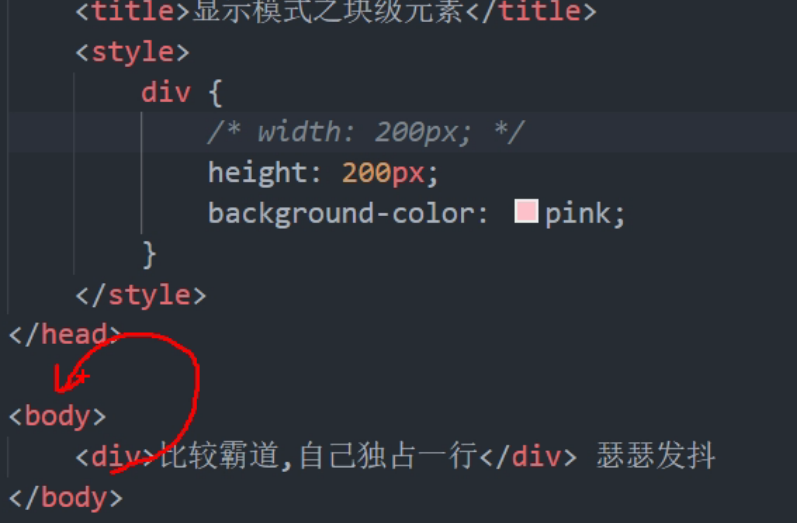 <title>显示模式之块级元素</title>
<style>
div {
/* width: 200px; */
height: 200px;
background-color: pink;
}
</style>
</head>
<body>
<div>比较霸道,自己独占一行</div> 瑟瑟发抖
</body>